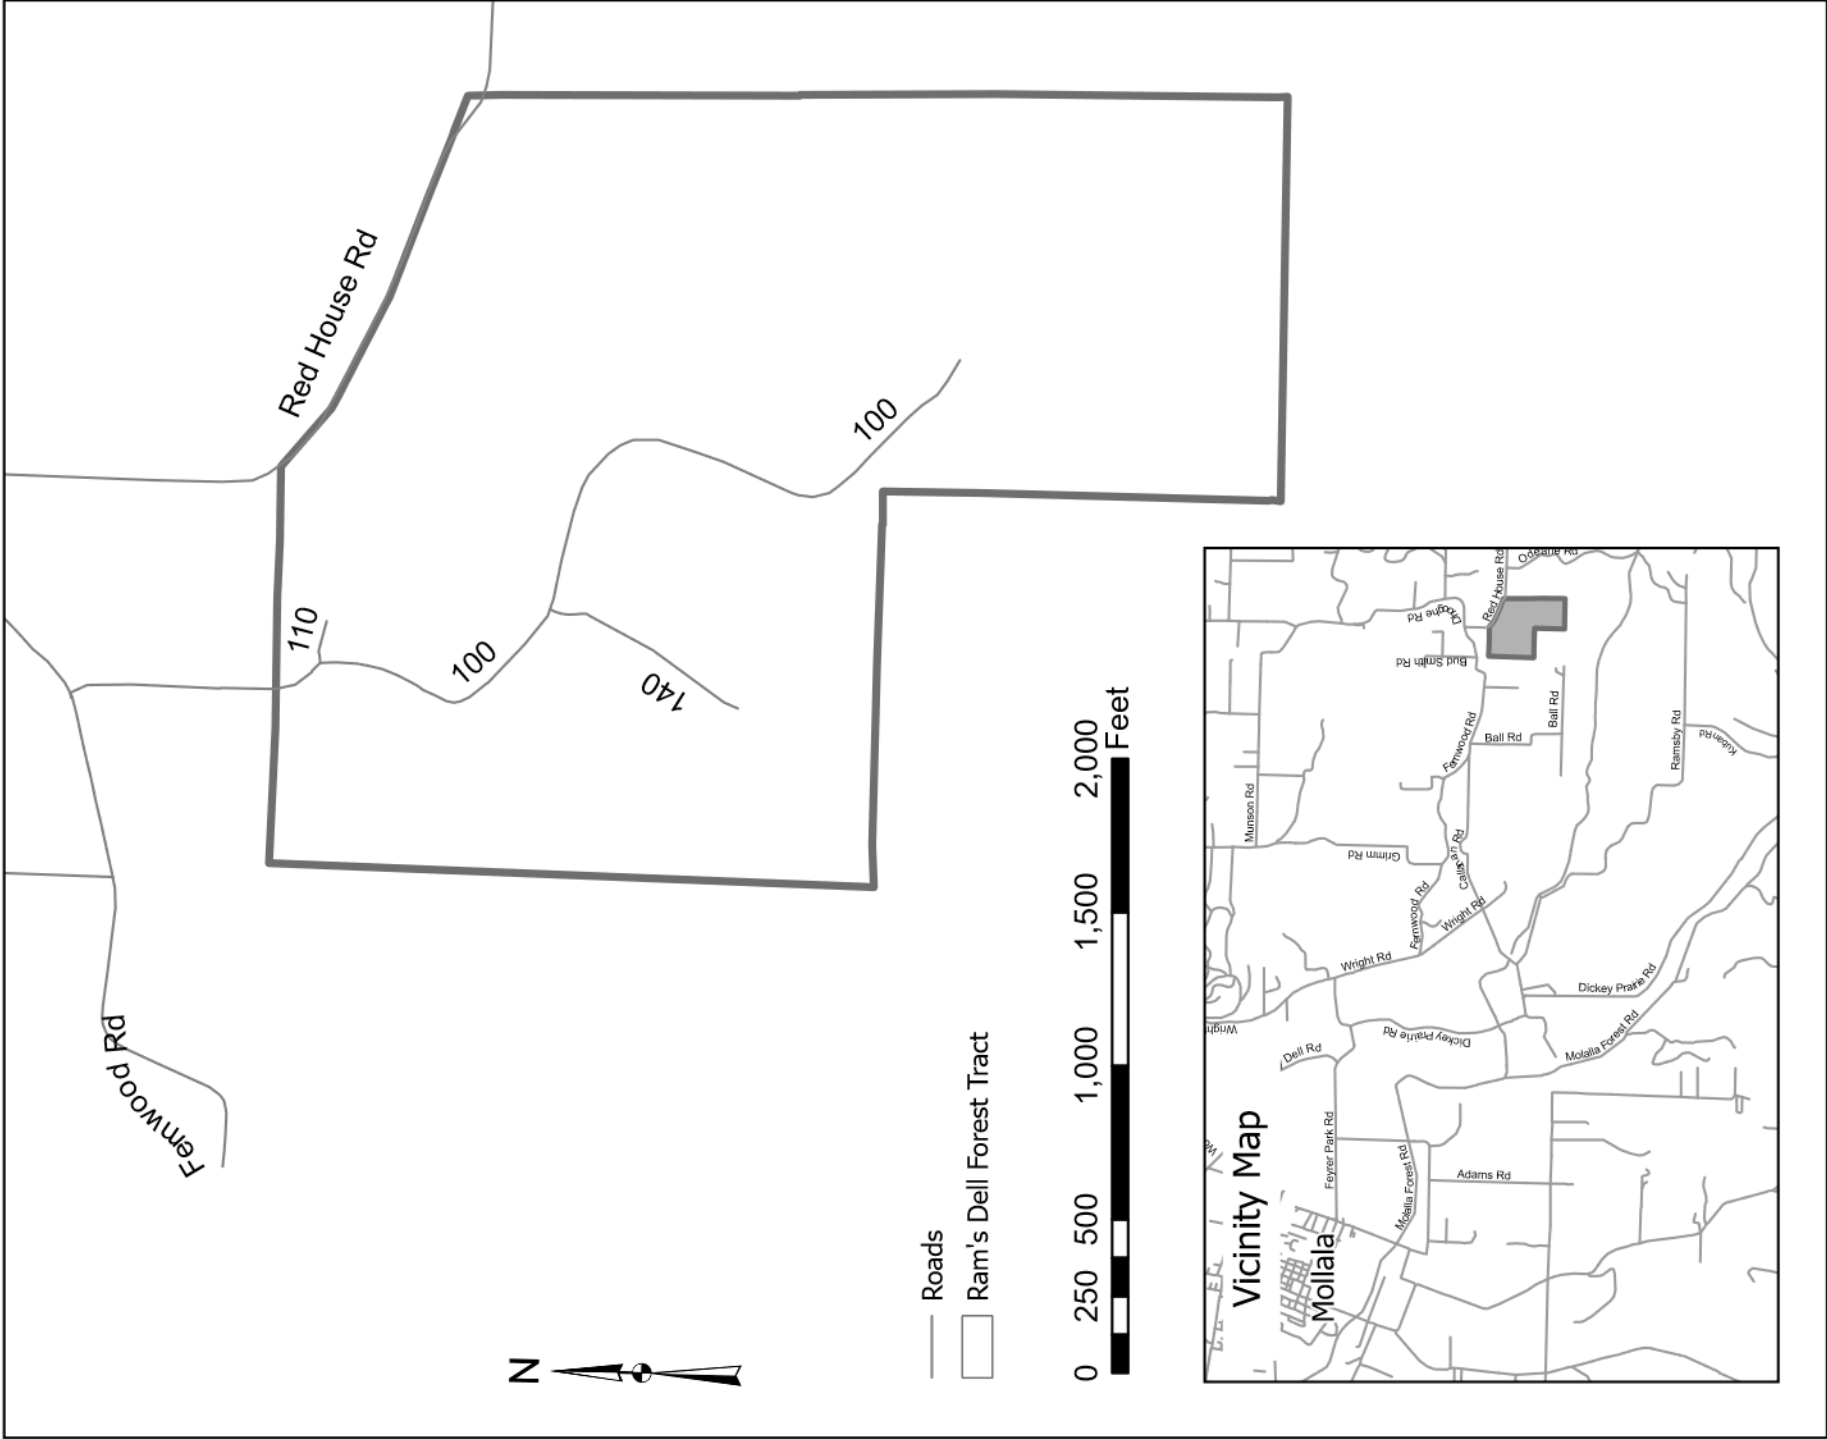 Red House Rd
110
100
100
140
Fernwood Rd
N
Roads
Ram's Dell Forest Tract
0 250 500 1,000 1,500 2,000
Feet
Vicinity Map
Mollala
Feyrer Park Rd
Molalla Forest Rd
Adams Rd
Dell Rd
Wright
Dickey Prairie Rd
Wright Rd
Fernwood Rd
Wright Rd
Molalla Forest Rd
Dickey Prairie Rd
Munson Rd
Grimm Rd
Fernwood Rd
Ball Rd
Ball Rd
Ramsby Rd
Kuban Rd
Bud Smith Rd
Red House Rd